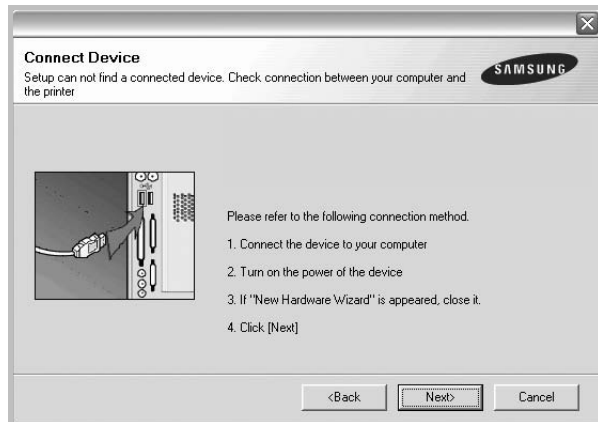 Connect Device
Setup can not find a connected device. Check connection between your computer and
the printer
SAMSUNG
Please refer to the following connection method.
1. Connect the device to your computer
2. Turn on the power of the device
3. If "New Hardware Wizard" is appeared, close it.
4. Click [Next]
<Back
Next>
Cancel